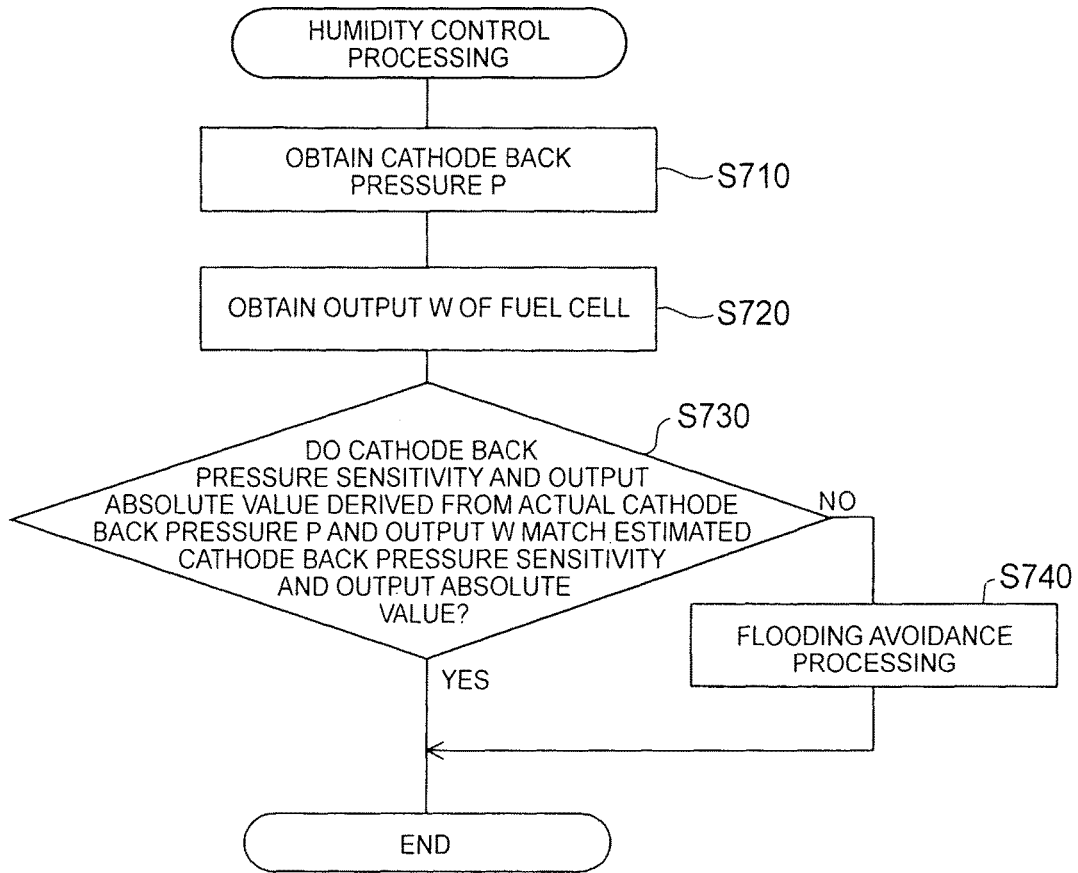 HUMIDITY CONTROL
PROCESSING
OBTAIN CATHODE BACK
PRESSURE P
S710
OBTAIN OUTPUT W OF FUEL CELL
S720
S730
DO CATHODE BACK
PRESSURE SENSITIVITY AND OUTPUT
ABSOLUTE VALUE DERIVED FROM ACTUAL CATHODE
BACK PRESSURE P AND OUTPUT W MATCH ESTIMATED
CATHODE BACK PRESSURE SENSITIVITY
AND OUTPUT ABSOLUTE
VALUE?
NO
S740
FLOODING AVOIDANCE
PROCESSING
YES
END